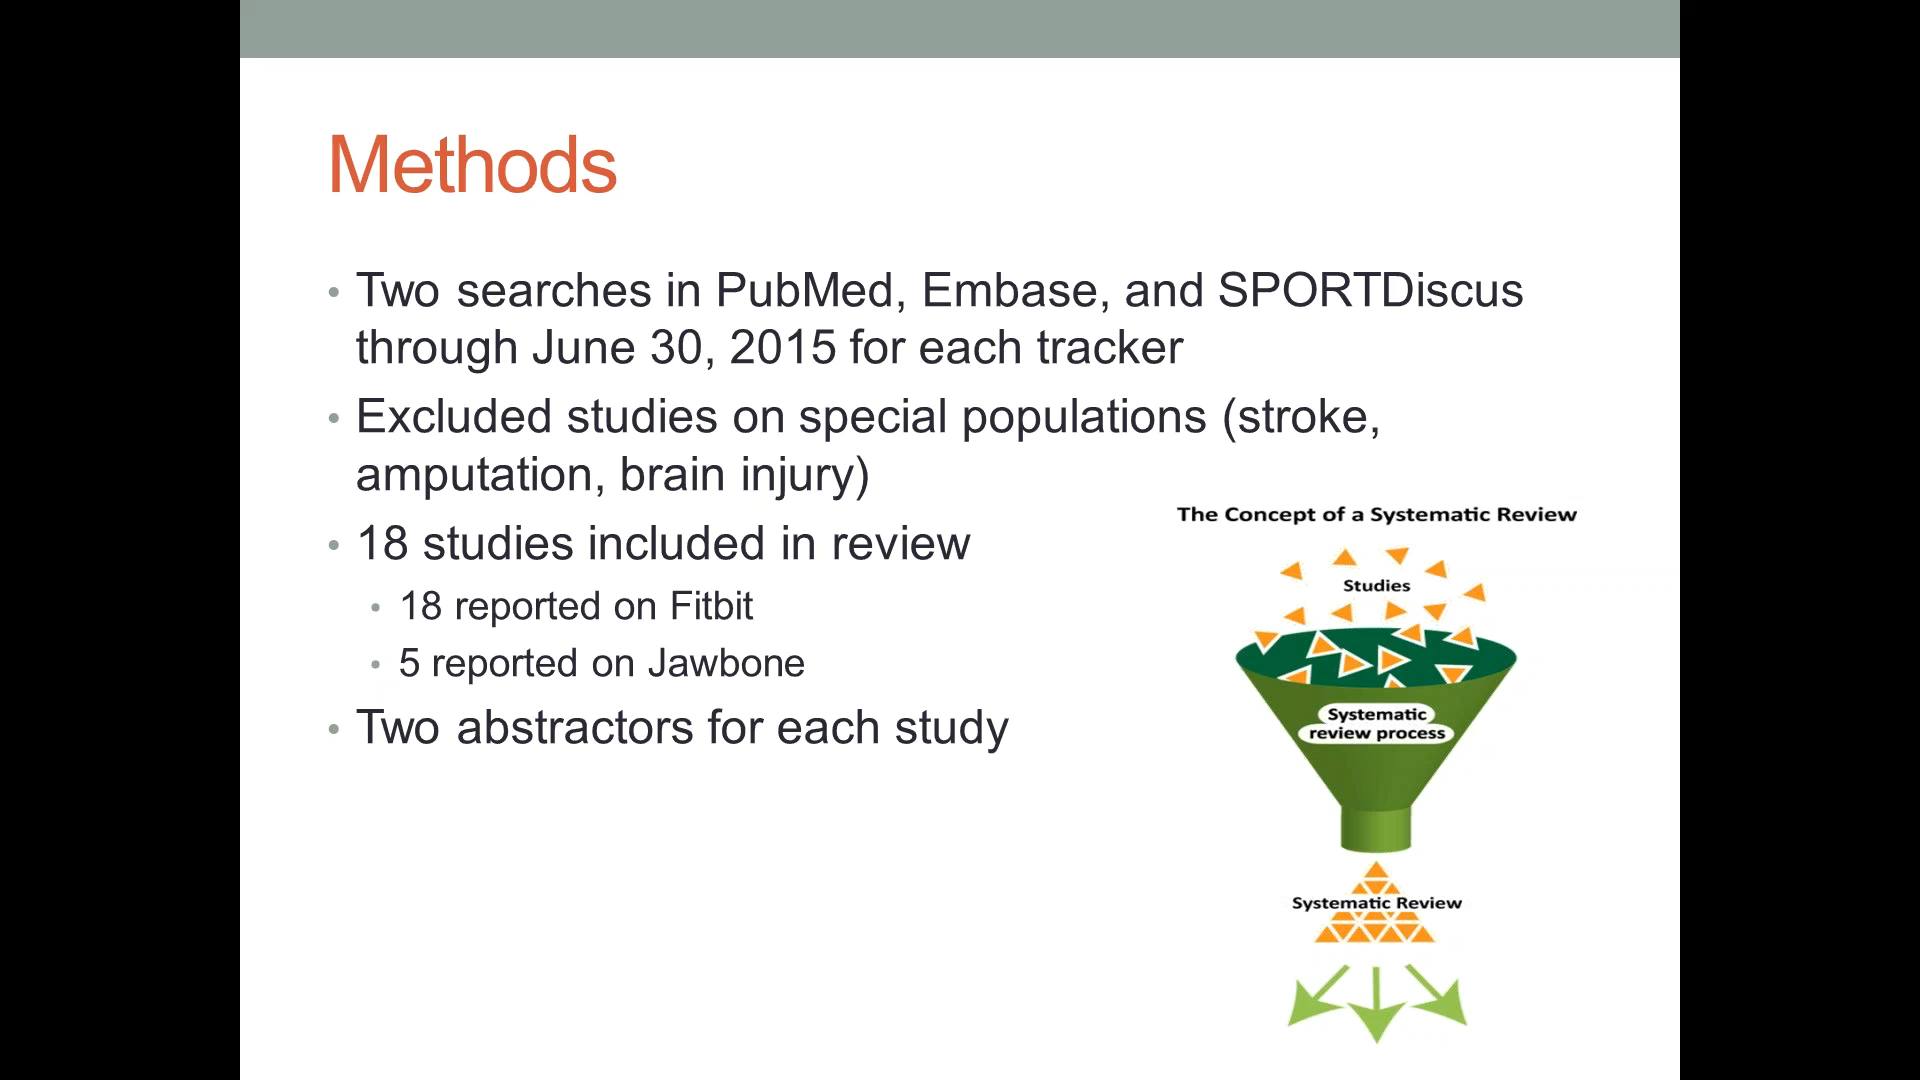 Methods
• Two searches in PubMed, Embase, and SPORTDiscus
through June 30, 2015 for each tracker
• Excluded studies on special populations (stroke,
amputation, brain injury)
• 18 studies included in review
• 18 reported on Fitbit
• 5 reported on Jawbone
• Two abstractors for each study
The Concept of a Systematic Review
Studies
Systematic
review process
Systematic Review